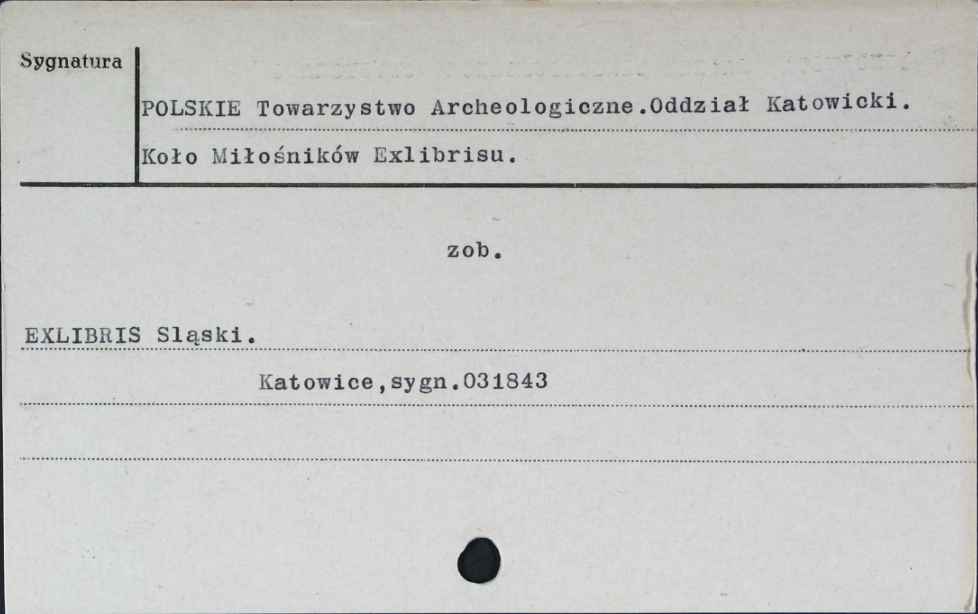 Sygnatura
POLSKIE Towarzystwo Archeologiczne.Oddział Katowicki.
Koło Miłośników Exlibrisu.
zob.
EXLIBRIS Sląski.
Katowice,sygn.031843